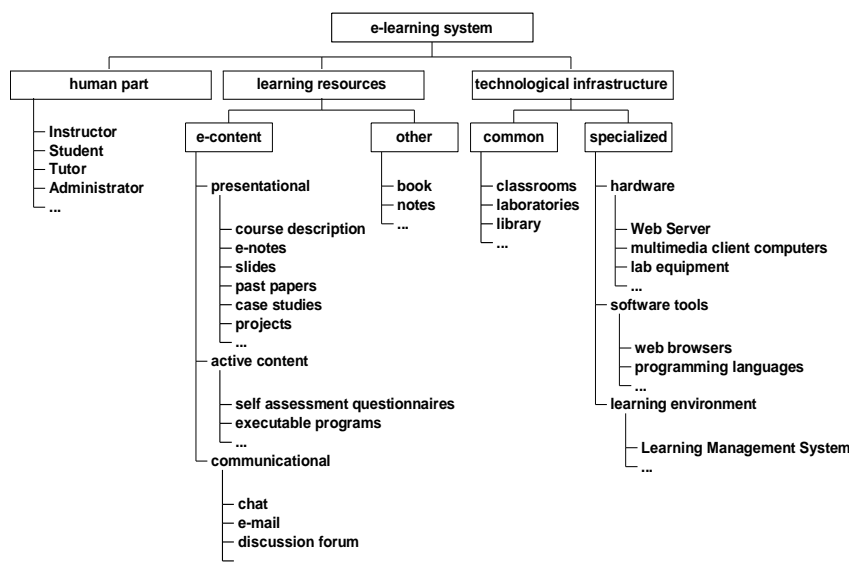 e-learning system
human part
learning resources
technological infrastructure
Instructor
Student
Tutor
Administrator
...
e-content
other
common
specialized
presentational
course description
e-notes
slides
past papers
case studies
projects
...
active content
self assessment questionnaires
executable programs
...
communicational
chat
e-mail
discussion forum
book
notes
...
classrooms
laboratories
library
...
hardware
Web Server
multimedia client computers
lab equipment
...
software tools
web browsers
programming languages
...
learning environment
Learning Management System
...